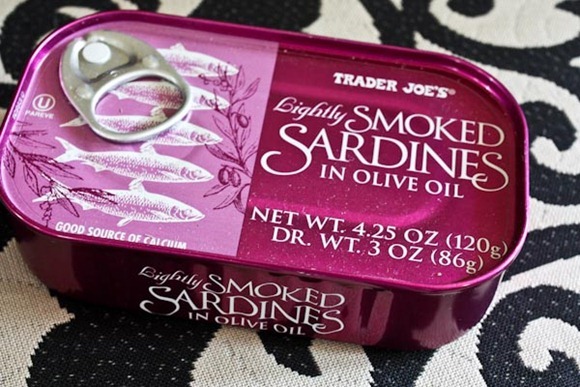 U
PAREVE
GOOD SOURCE OF CALCIUM
TRADER JOE'S®
Lightly SMOKED
SARDINES
IN OLIVE OIL
NET WT. 4.25 OZ (120g)
DR. WT. 3 OZ (86g)
Lightly SMOKED
SARDINES
IN OLIVE OIL